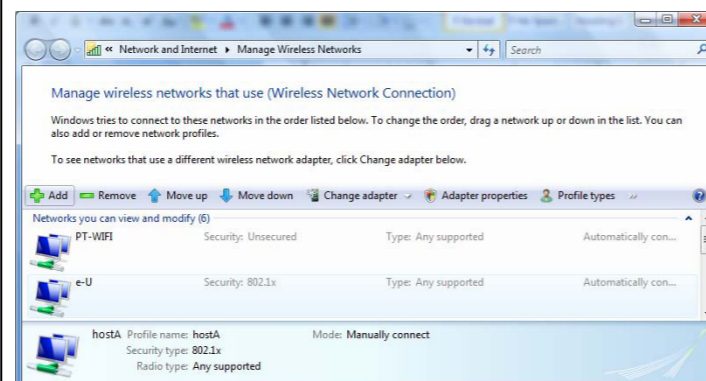 « Network and Internet ▸ Manage Wireless Networks Search
Manage wireless networks that use (Wireless Network Connection)
Windows tries to connect to these networks in the order listed below. To change the order, drag a network up or down in the list. You can
also add or remove network profiles.
To see networks that use a different wireless network adapter, click Change adapter below.
Add Remove Move up Move down Change adapter Adapter properties Profile types »
Networks you can view and modify (6)
PT-WIFI Security: Unsecured Type: Any supported Automatically con...
e-U Security: 802.1x Type: Any supported Automatically con...
hostA Profile name: hostA Mode: Manually connect
Security type: 802.1x
Radio type: Any supported